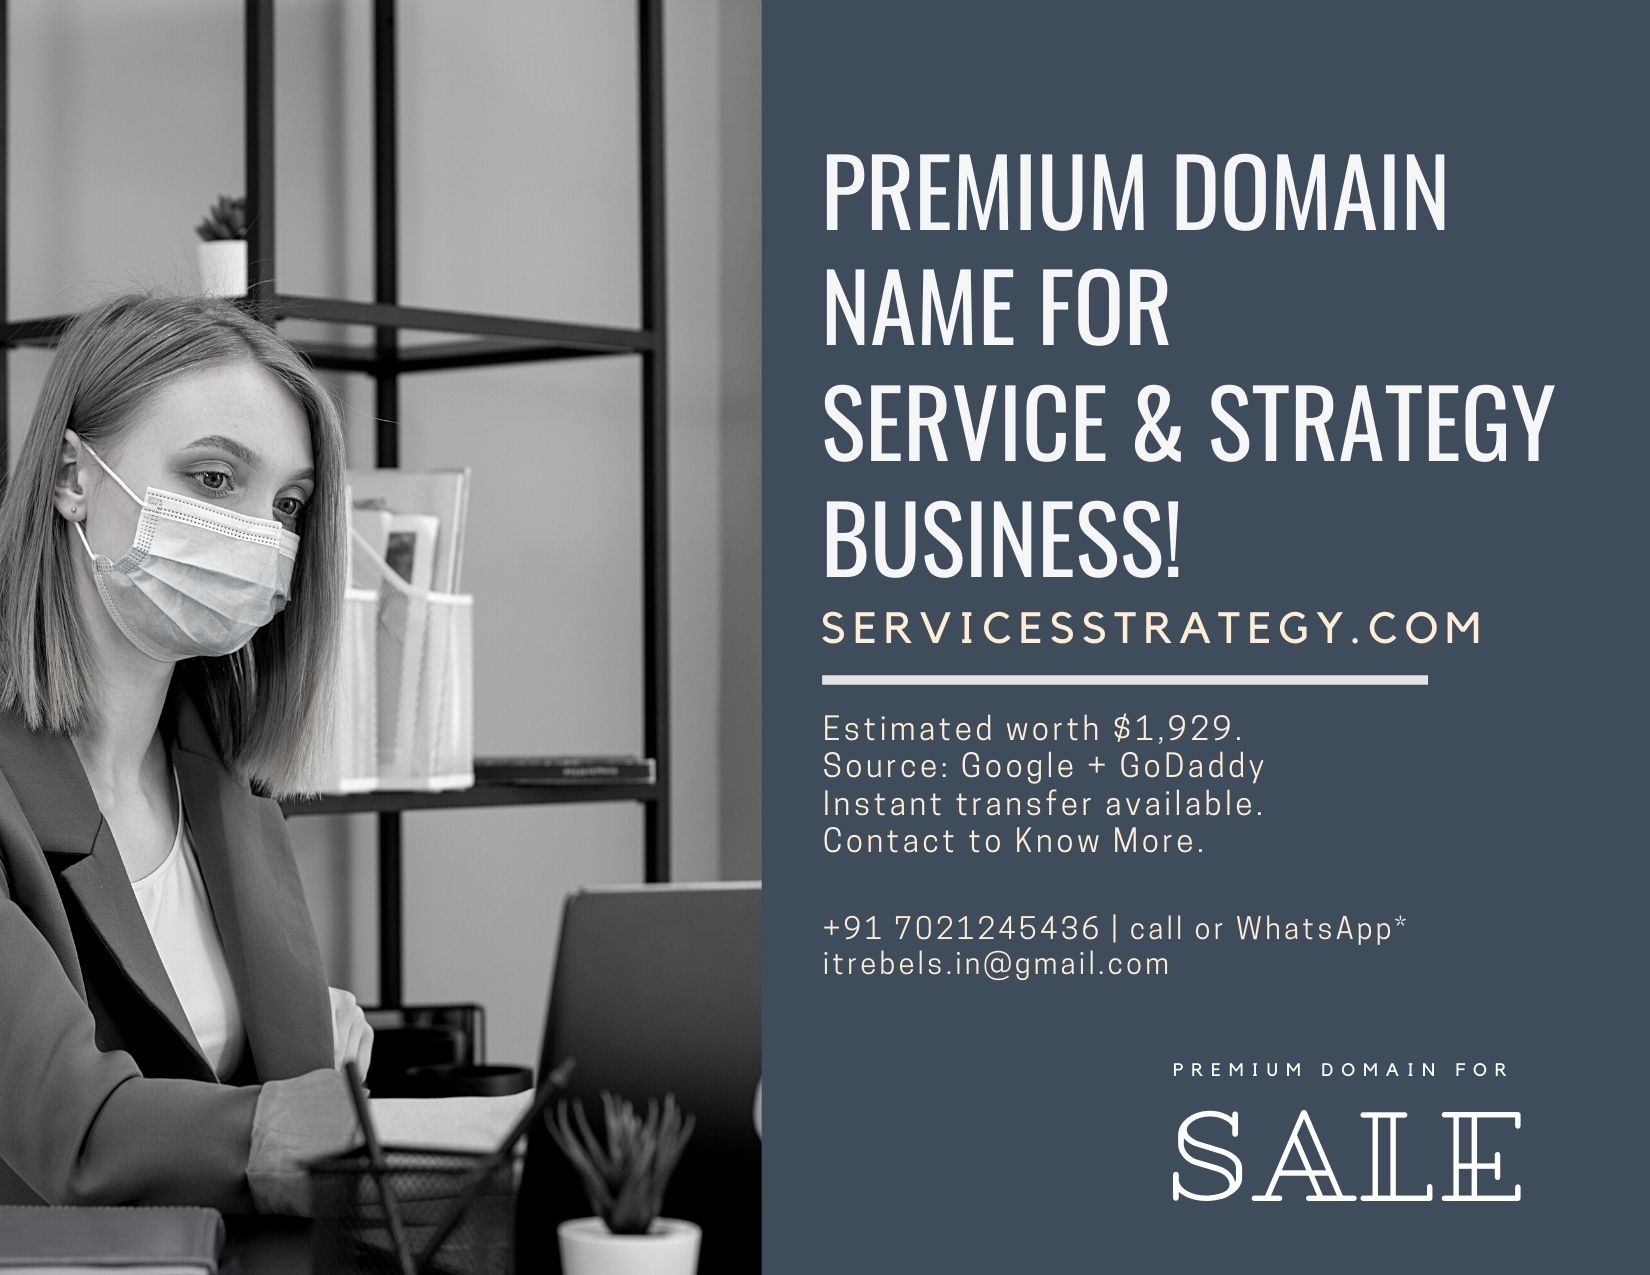 PREMIUM DOMAIN
NAME FOR
SERVICE & STRATEGY
BUSINESS!
SERVICESSTRATEGY.COM
Estimated worth $1,929.
Source: Google + GoDaddy
Instant transfer available.
Contact to Know More.
+91 7021245436 | call or WhatsApp*
itrebels.in@gmail.com
PREMIUM DOMAIN FOR
SALE